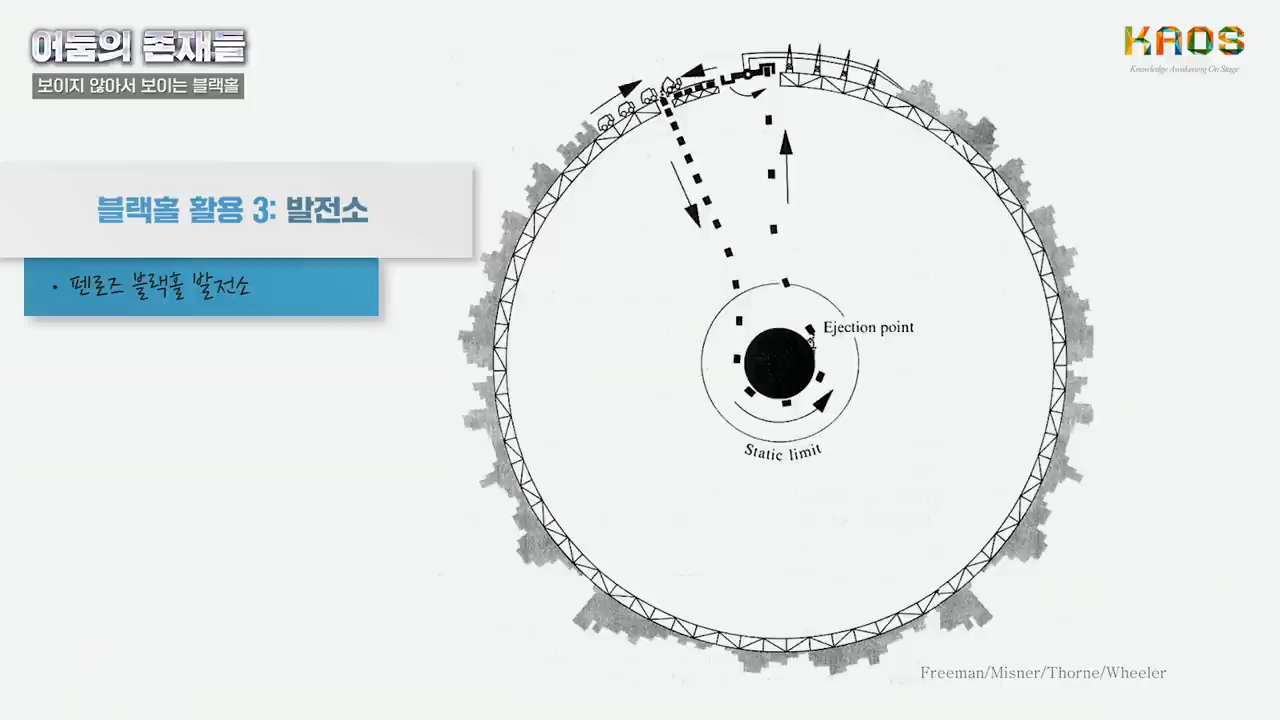 어둠의 존재들
보이지 않아서 보이는 블랙홀
KAOS
Knowledge Awakening On Stage
블랙홀 활용 3: 발전소
• 펜로즈 블랙홀 발전소
Ejection point
Static limit
Freeman/Misner/Thorne/Wheeler